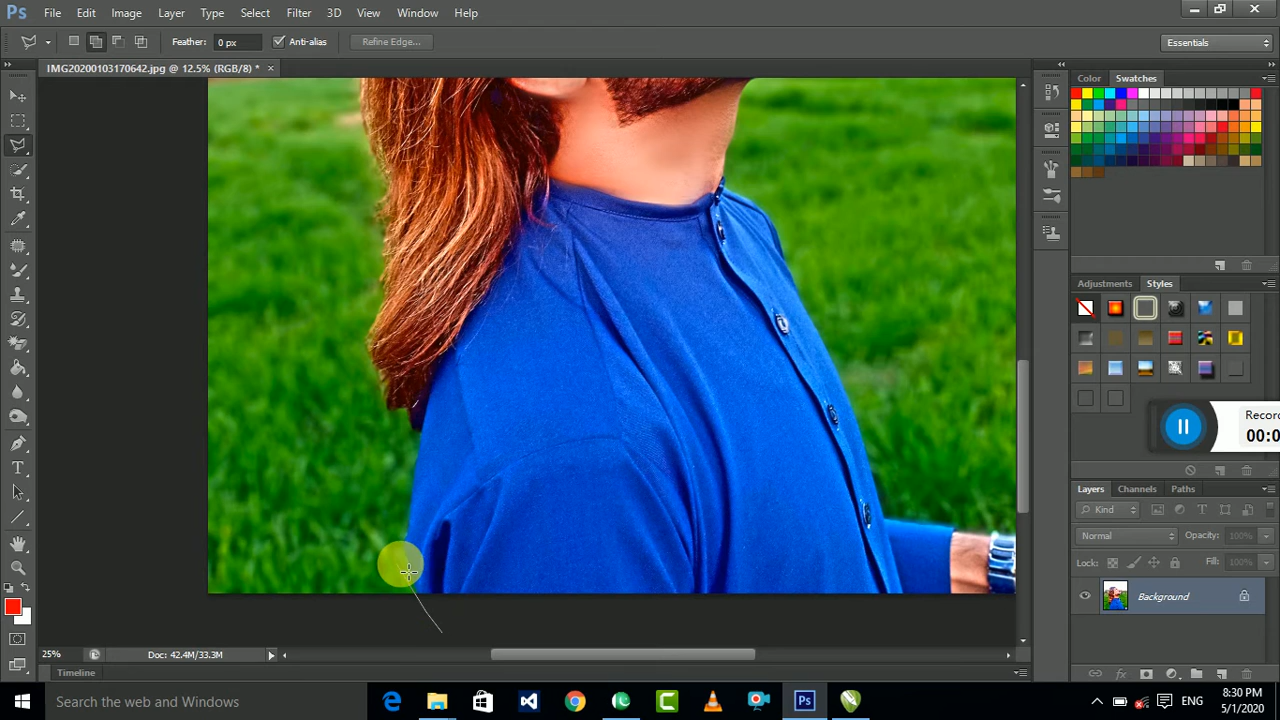 Ps File Edit Image Layer Type Select Filter 3D View Window Help
Feather: 0 px Anti-alias Refine Edge... Essentials
IMG20200103170642.jpg @ 12.5% (RGB/8) * ×
Color Swatches
Adjustments Styles
Record
00:0
Layers Channels Paths
Kind
Normal Opacity: 100%
Lock: Fill: 100%
Background
25% Doc: 42.4M/33.3M
Timeline
Search the web and Windows
ENG
8:30 PM
5/1/2020